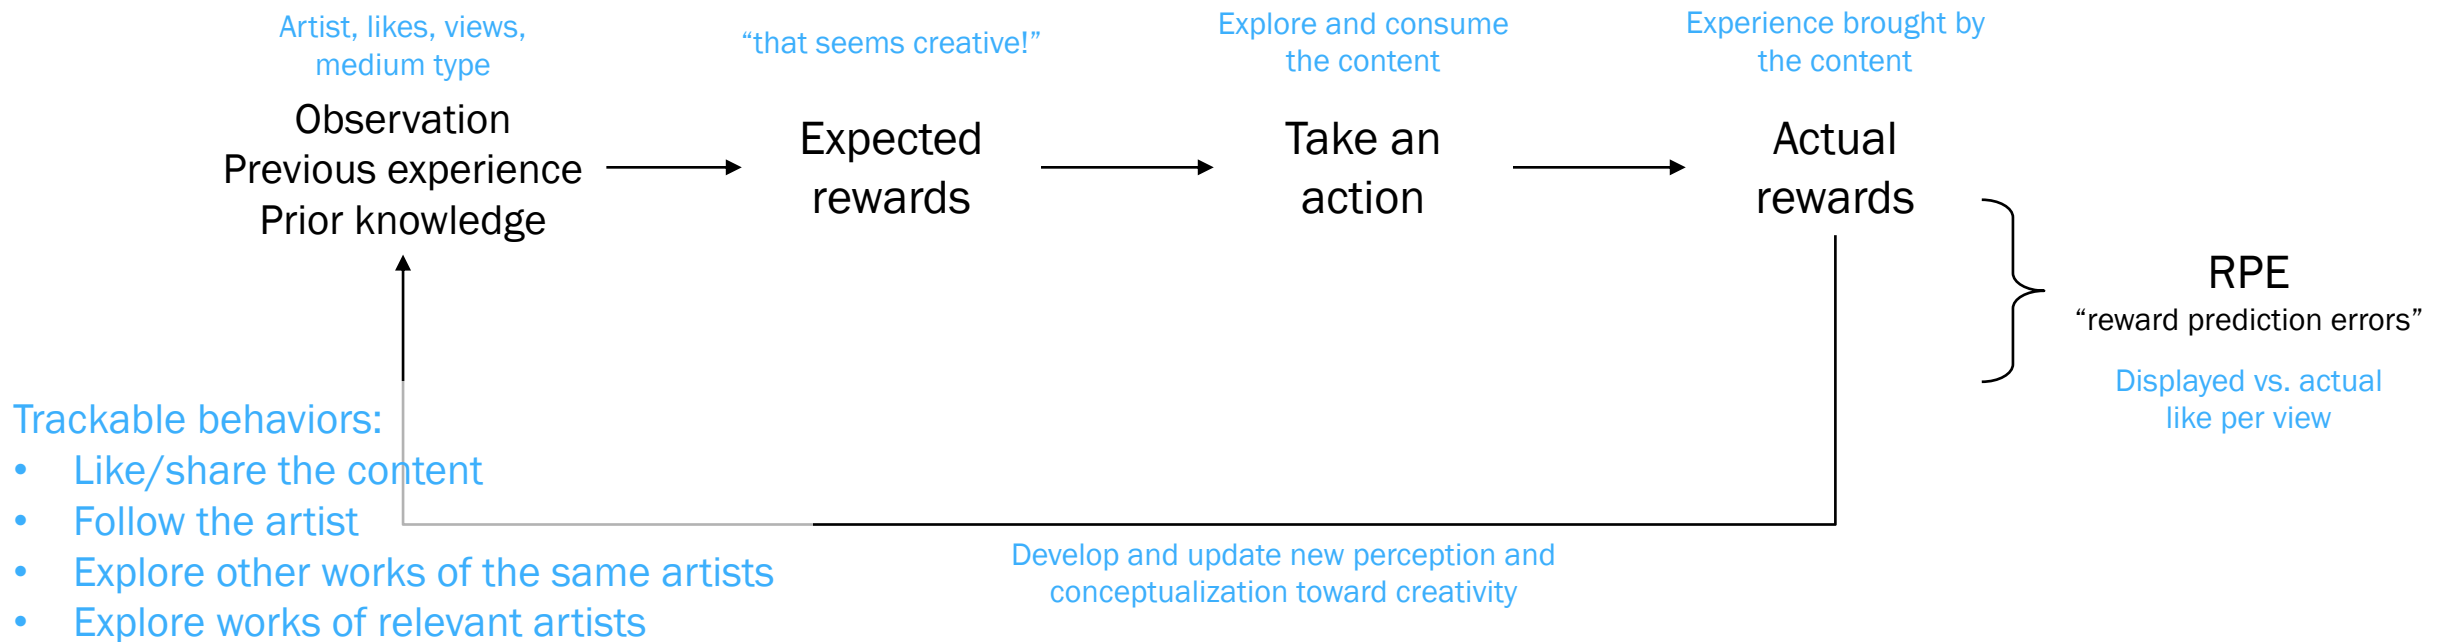 Artist, likes, views,
medium type
Observation
Previous experience
Prior knowledge
“that seems creative!”
Expected
rewards
Explore and consume
the content
Take an
action
Experience brought by
the content
Actual
rewards
RPE
“reward prediction errors”
Displayed vs. actual
like per view
Trackable behaviors:
• Like/share the content
• Follow the artist
• Explore other works of the same artists
• Explore works of relevant artists
Develop and update new perception and
conceptualization toward creativity